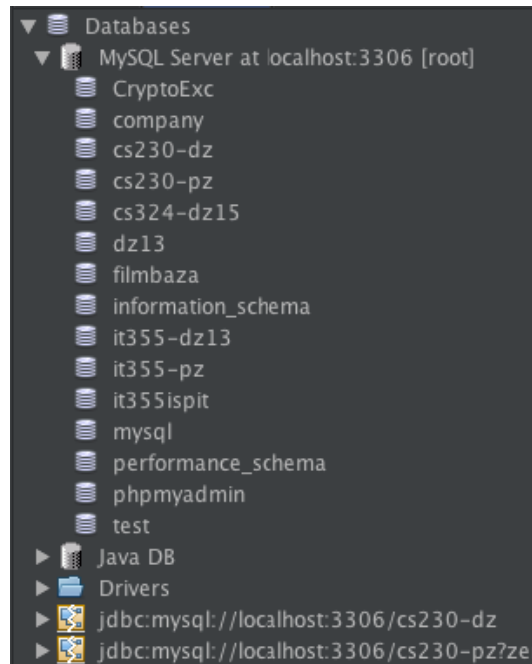 Databases
MySQL Server at localhost:3306 [root]
CryptoExc
company
cs230-dz
cs230-pz
cs324-dz15
dz13
filmbaza
information_schema
it355-dz13
it355-pz
it355ispit
mysql
performance_schema
phpmyadmin
test
Java DB
Drivers
jdbc:mysql://localhost:3306/cs230-dz
jdbc:mysql://localhost:3306/cs230-pz?ze